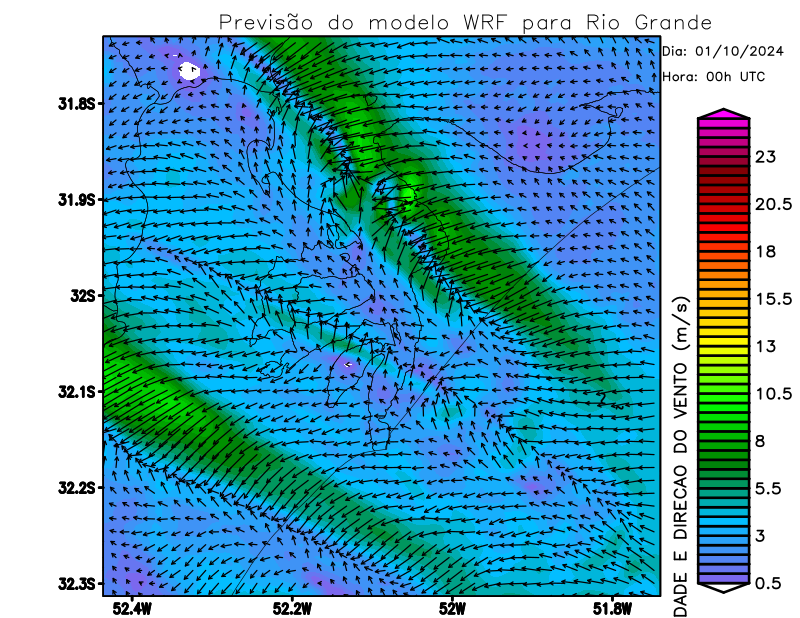 Previsão do modelo WRF para Rio Grande
Dia: 01/10/2024
Hora: 00h UTC
31.8S
31.9S
32S
32.1S
32.2S
32.3S
52.4W
52.2W
52W
51.8W
23
20.5
18
15.5
13
10.5
8
5.5
3
0.5
DADE E DIRECAO DO VENTO (m/s)